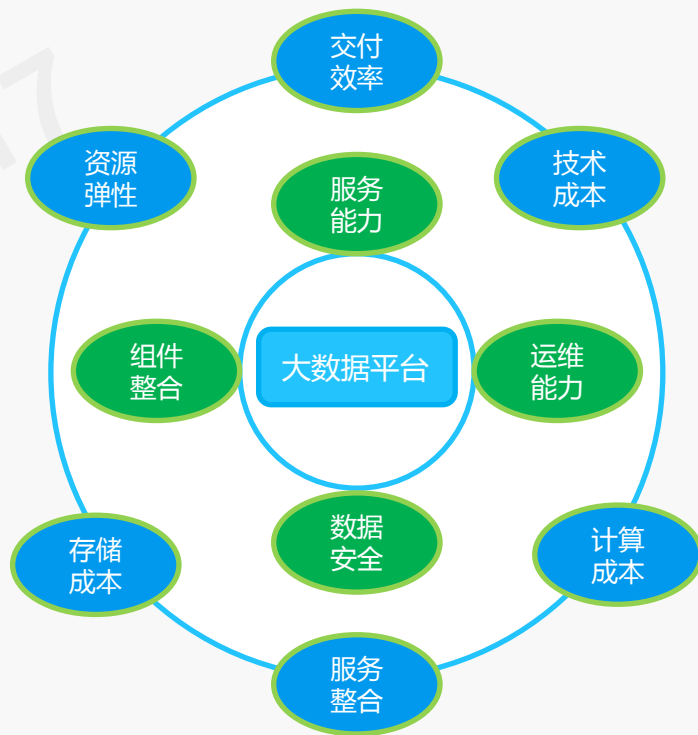 交付
效率
资源
弹性
技术
成本
服务
能力
组件
整合
大数据平台
运维
能力
数据
安全
存储
成本
计算
成本
服务
整合